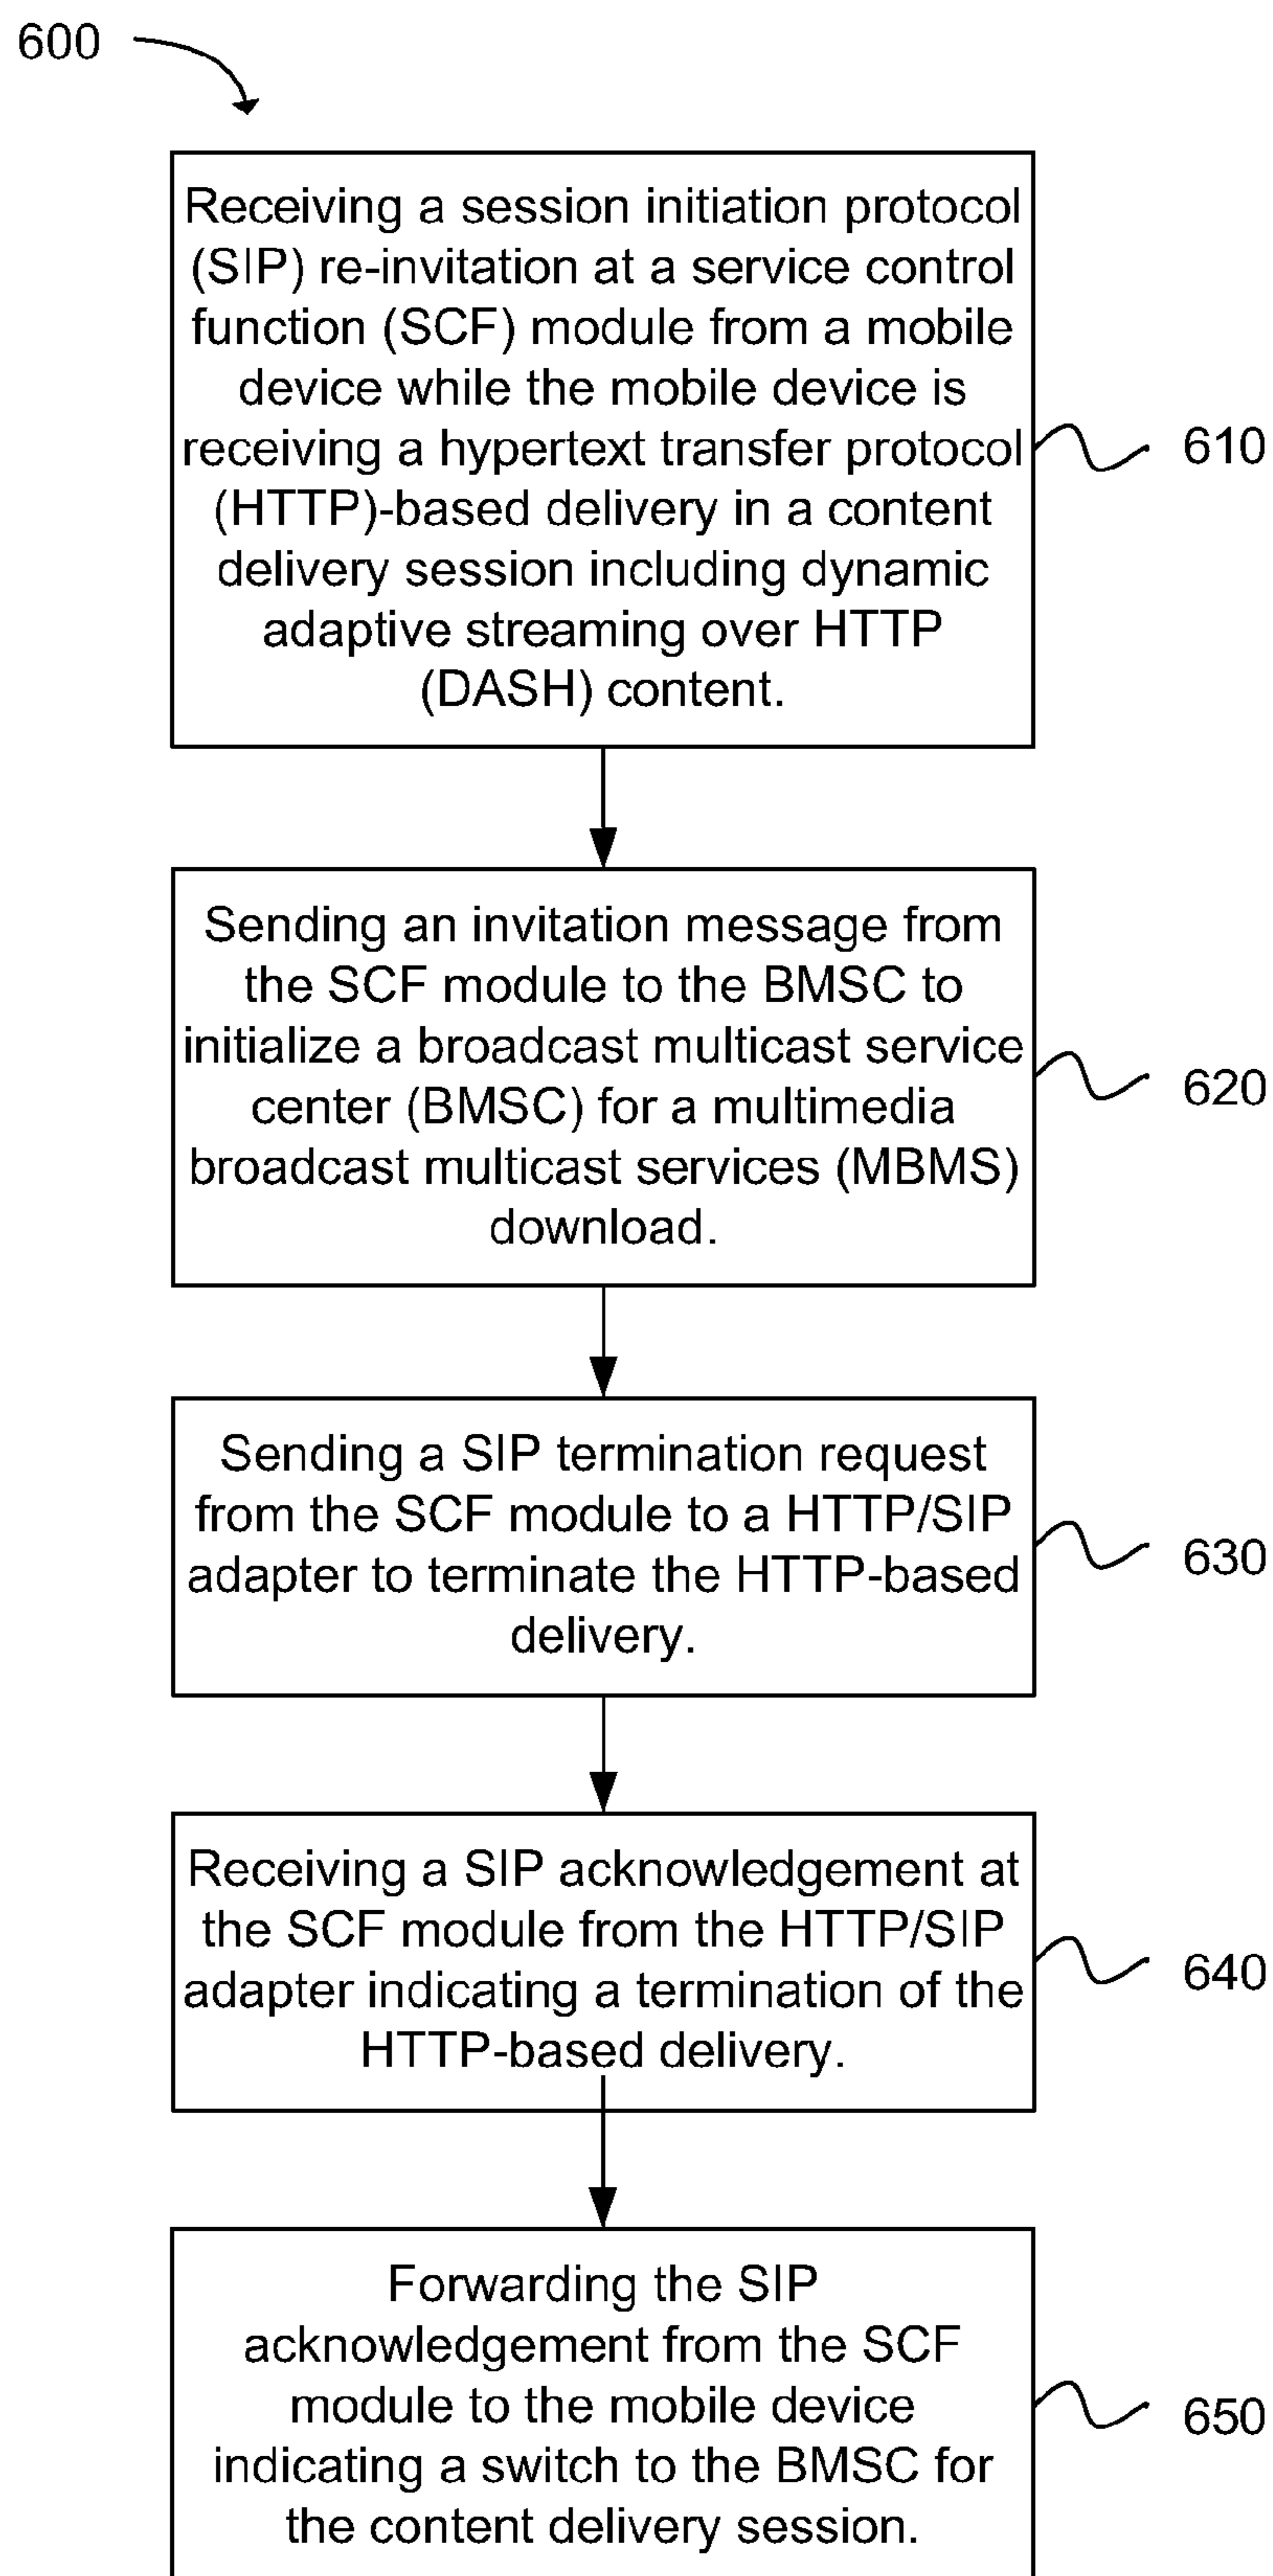 600
Receiving a session initiation protocol
(SIP) re-invitation at a service control
function (SCF) module from a mobile
device while the mobile device is
receiving a hypertext transfer protocol
(HTTP)-based delivery in a content
delivery session including dynamic
adaptive streaming over HTTP
(DASH) content.
610
Sending an invitation message from
the SCF module to the BMSC to
initialize a broadcast multicast service
center (BMSC) for a multimedia
broadcast multicast services (MBMS)
download.
620
Sending a SIP termination request
from the SCF module to a HTTP/SIP
adapter to terminate the HTTP-based
delivery.
630
Receiving a SIP acknowledgement at
the SCF module from the HTTP/SIP
adapter indicating a termination of the
HTTP-based delivery.
640
Forwarding the SIP
acknowledgement from the SCF
module to the mobile device
indicating a switch to the BMSC for
the content delivery session.
650